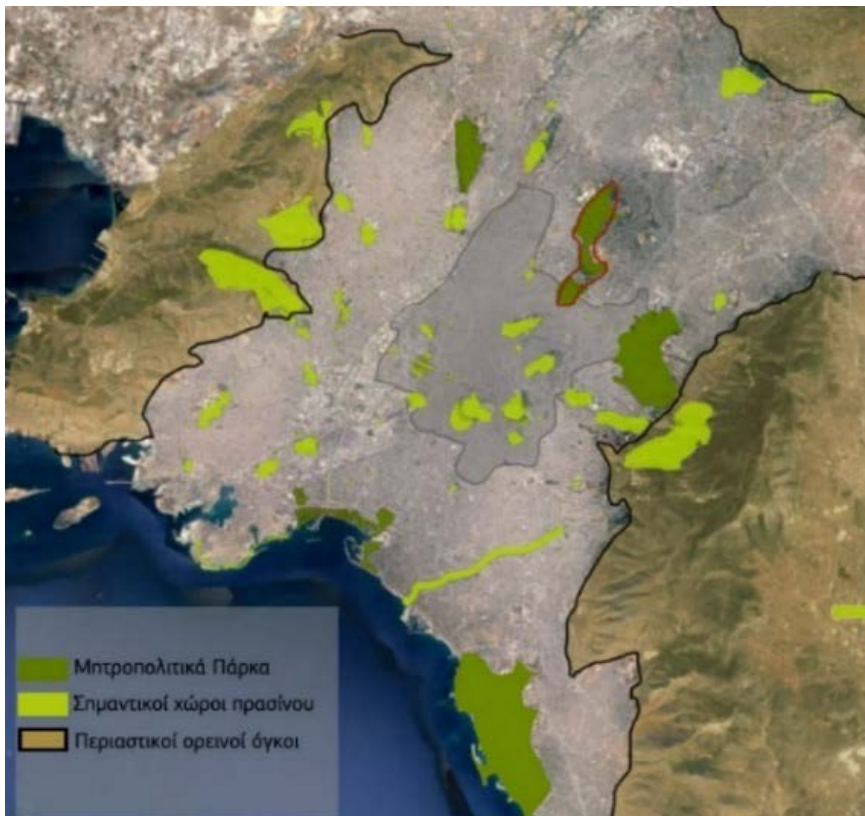 Μητροπολιτικά Πάρκα
Σημαντικοί χώροι πρασίνου
Περιαστικοί ορεινοί όγκοι